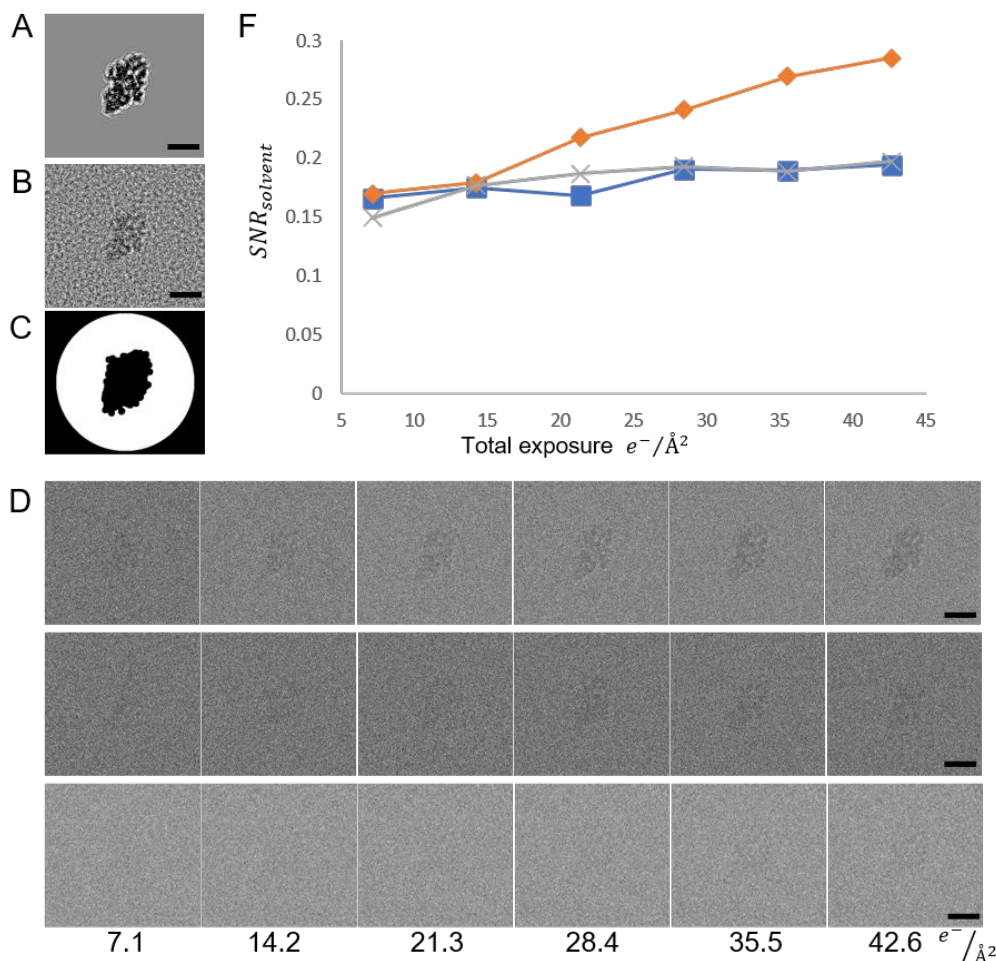 A
B
C
F
0.3
0.25
0.2
0.15
0.1
0.05
0
SNR_solvent
5 10 15 20 25 30 35 40 45
Total exposure e⁻/Å²
D
7.1 14.2 21.3 28.4 35.5 42.6 e⁻/Å²